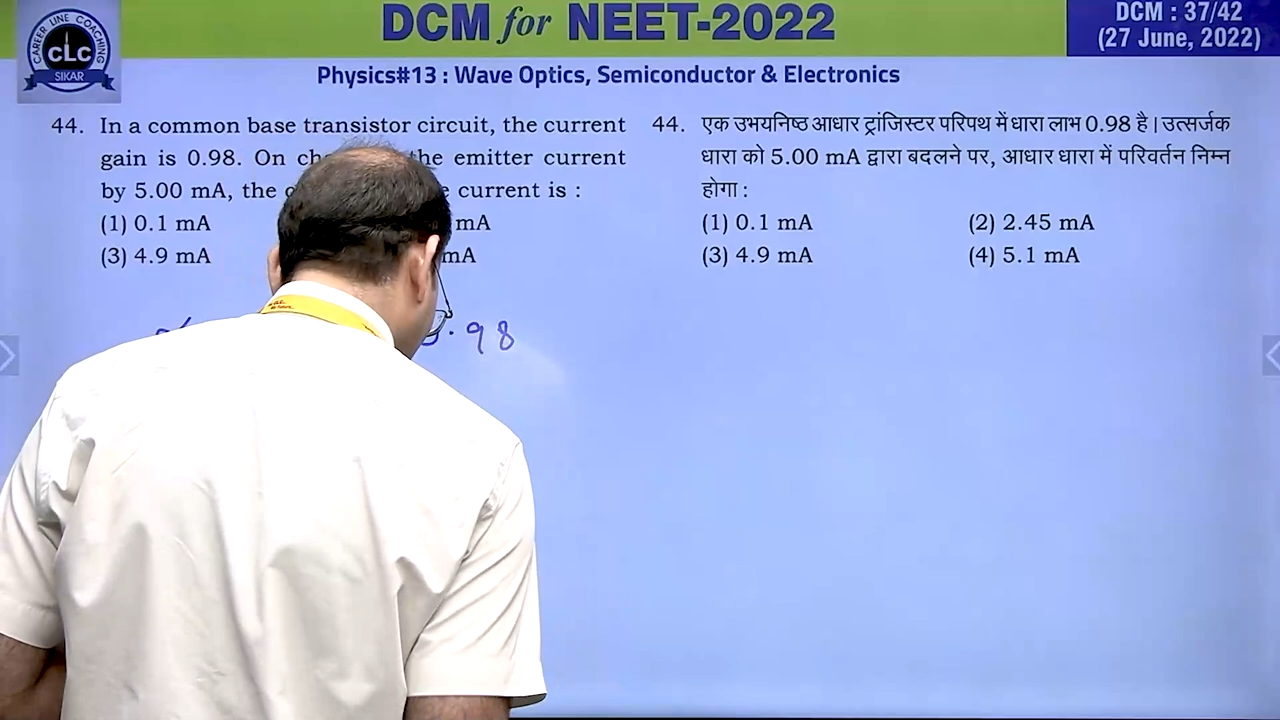 DCM for NEET-2022
DCM : 37/42
(27 June, 2022)
CAREER LINE COACHING
CLC
SIKAR
Physics#13 : Wave Optics, Semiconductor & Electronics
44. In a common base transistor circuit, the current
gain is 0.98. On the emitter current
by 5.00 mA, the current is :
(1) 0.1 mA mA
(3) 4.9 mA mA
44. एक उभयनिष्ठ आधार ट्रांजिस्टर परिपथ में धारा लाभ 0.98 है। उत्सर्जक
धारा को 5.00 mA द्वारा बदलने पर, आधार धारा में परिवर्तन निम्न
होगा :
(1) 0.1 mA (2) 2.45 mA
(3) 4.9 mA (4) 5.1 mA
.98